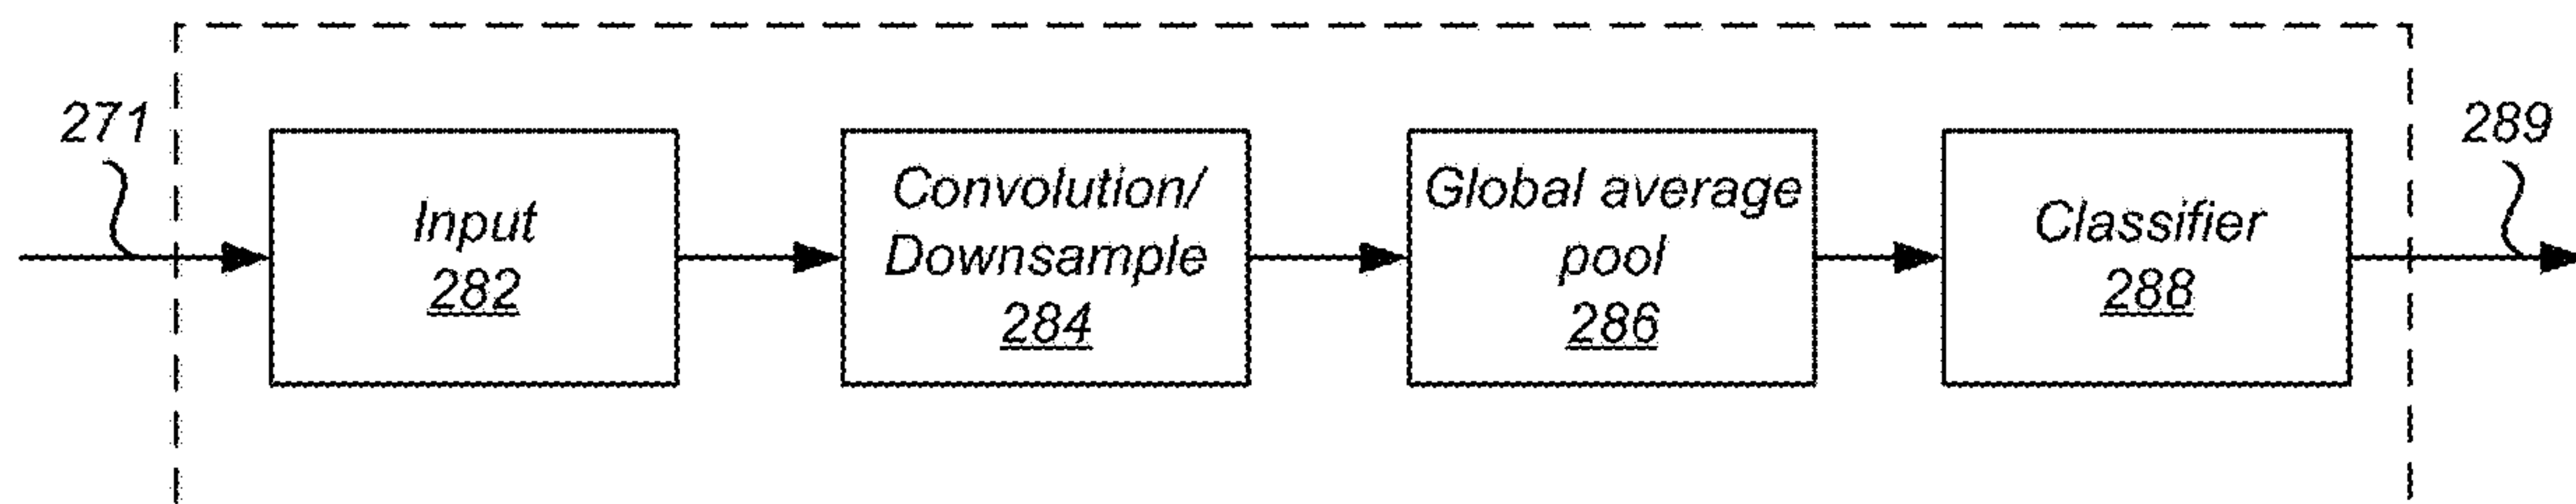 271
289
Input
282
Convolution/
Downsample
284
Global average
pool
286
Classifier
288